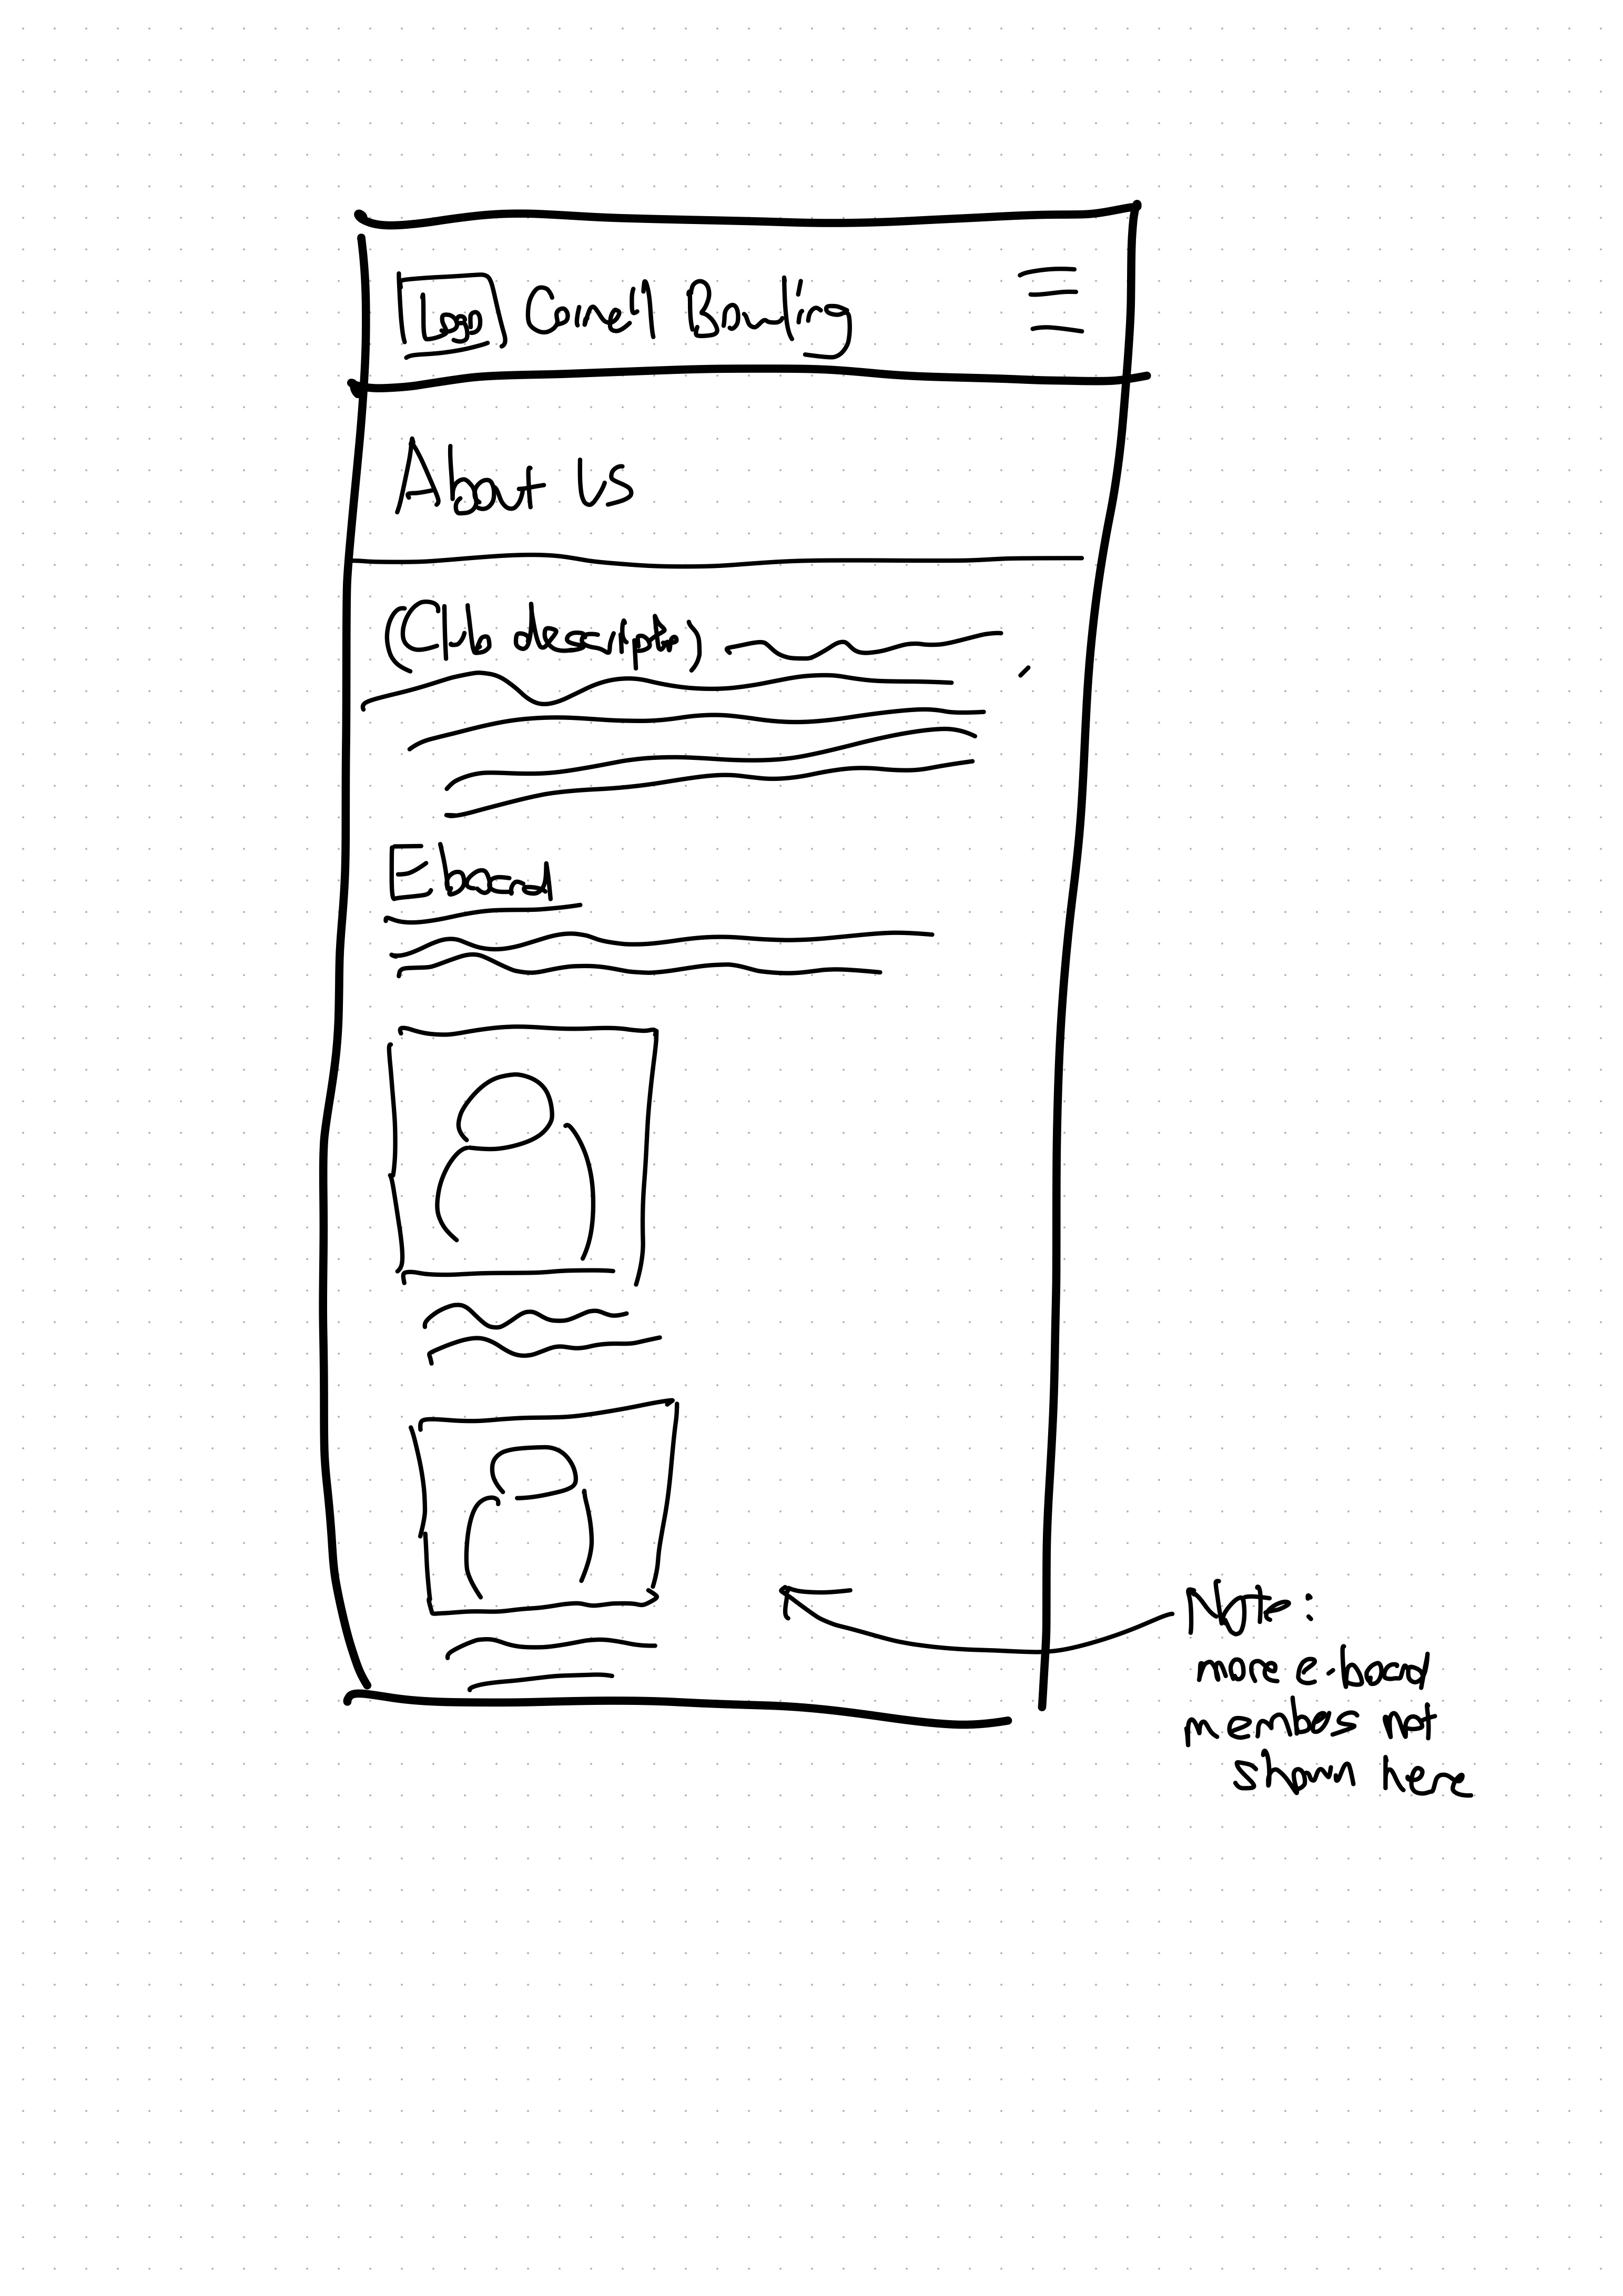 Logo Cornell Bowling
About Us
(Club description)
Eboard
Note:
more e-board
members not
shown here